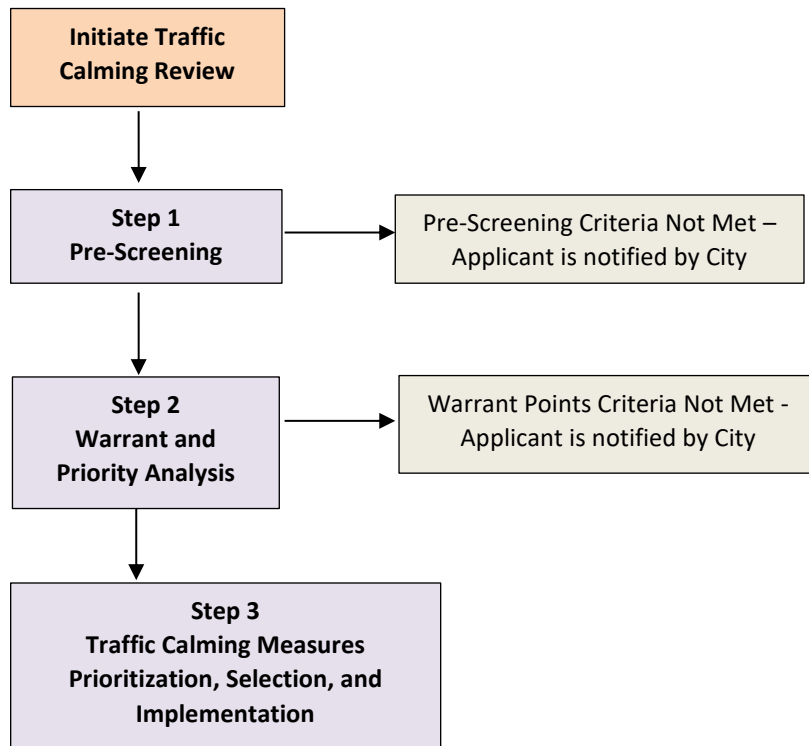 Initiate Traffic
Calming Review
Step 1
Pre-Screening
Pre-Screening Criteria Not Met –
Applicant is notified by City
Step 2
Warrant and
Priority Analysis
Warrant Points Criteria Not Met -
Applicant is notified by City
Step 3
Traffic Calming Measures
Prioritization, Selection, and
Implementation